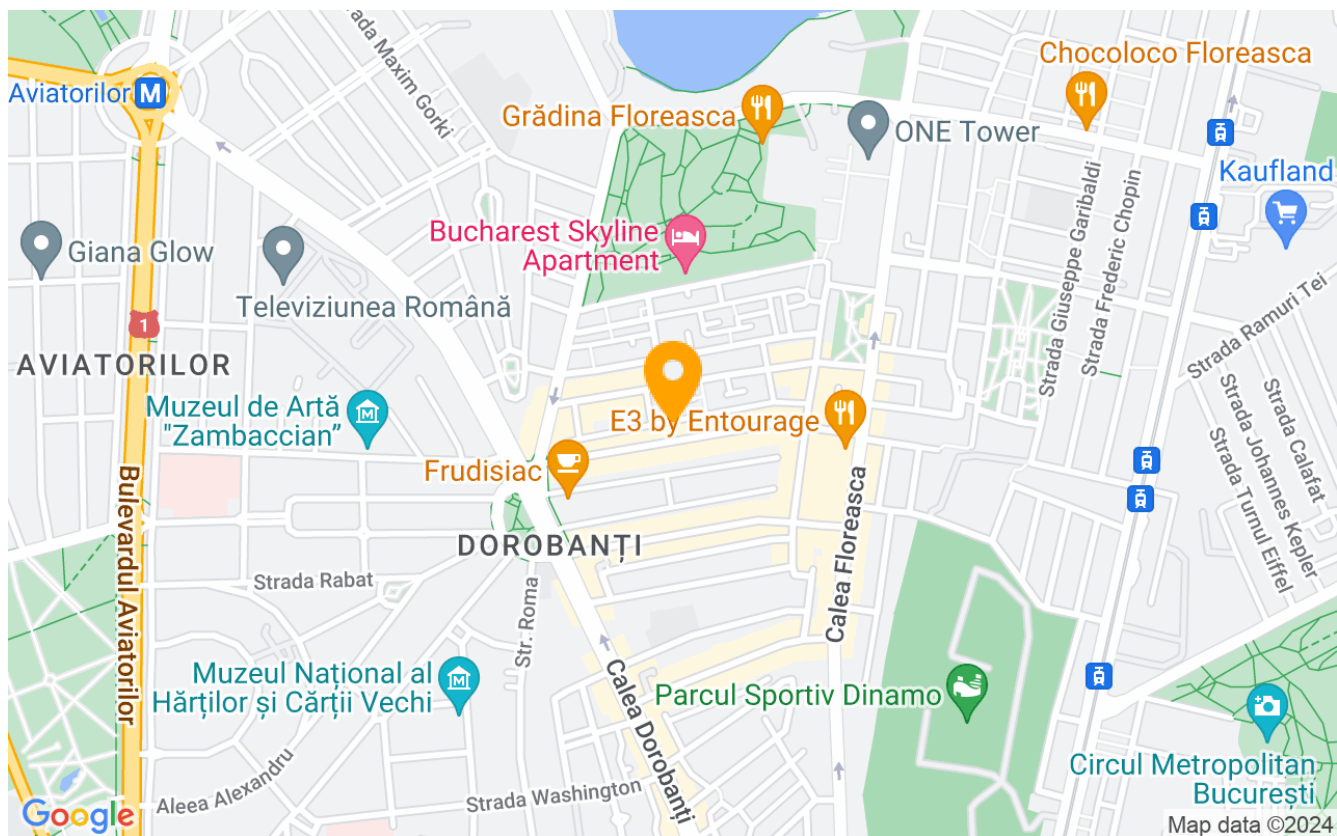 ada Maxim Gorki
Chocoloco Floreasca
Aviatorilor
M
Grădina Floreasca
ONE Tower
Kaufland
Giana Glow
Bucharest Skyline
Apartment
Strada Giuseppe Garibaldi
Strada Frederic Chopin
Televiziunea Română
1
Strada Ramuri Tei
AVIATORILOR
Muzeul de Artă
"Zambaccian”
E3 by Entourage
Strada Calafat
Strada Johannes Kepler
Strada Turnul Eiffel
Frudisiac
M
Bulevardul Aviatorilor
DOROBANȚI
Calea Floreasca
Strada Rabat
Str. Roma
Muzeul Național al
Hărților și Cărții Vechi
M
Calea Dorobanți
Parcul Sportiv Dinamo
Circul Metropolitan
București
Aleea Alexandru
Strada Washington
Google
Map data ©2024